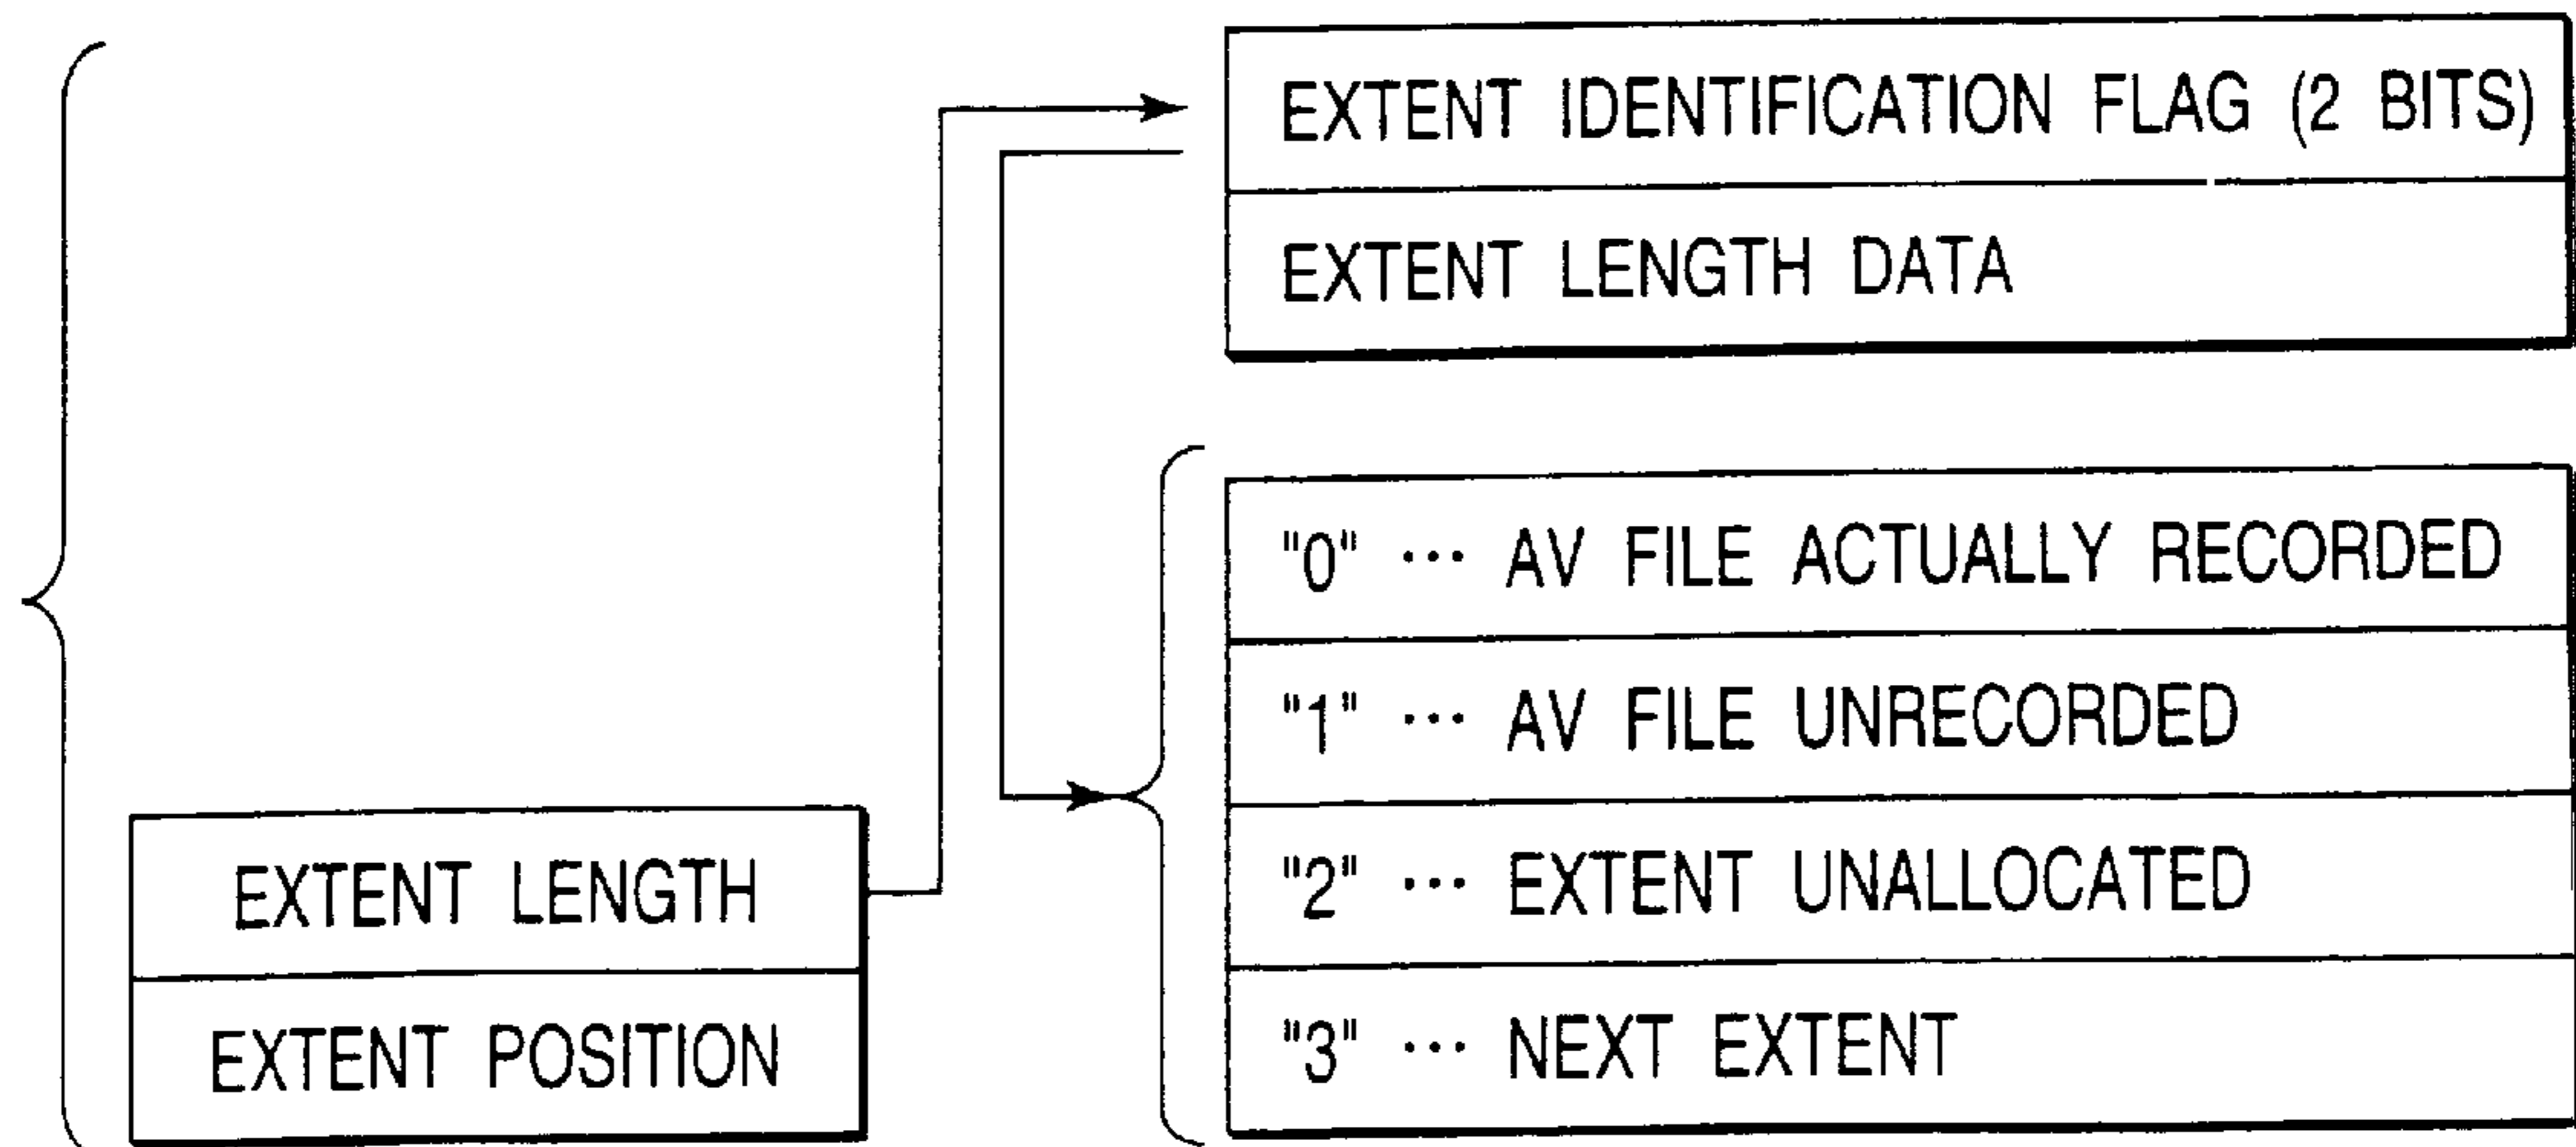 EXTENT IDENTIFICATION FLAG (2 BITS)
EXTENT LENGTH DATA
"0" ··· AV FILE ACTUALLY RECORDED
"1" ··· AV FILE UNRECORDED
"2" ··· EXTENT UNALLOCATED
"3" ··· NEXT EXTENT
EXTENT LENGTH
EXTENT POSITION